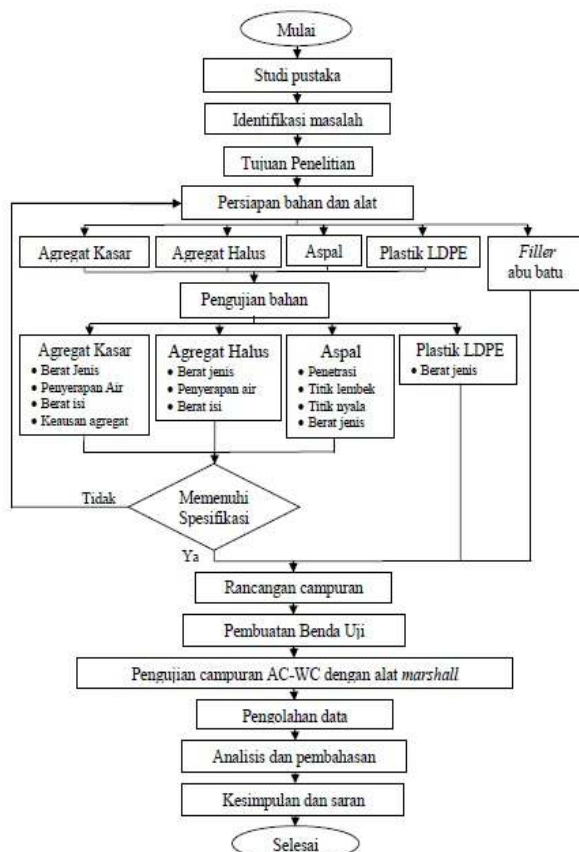 Mulai
Studi pustaka
Identifikasi masalah
Tujuan Penelitian
Persiapan bahan dan alat
Agregat Kasar
Agregat Halus
Aspal
Plastik LDPE
Filler
abu batu
Pengujian bahan
Agregat Kasar
• Berat Jenis
• Penyerapan Air
• Berat isi
• Keausan agregat
Agregat Halus
• Berat jenis
• Penyerapan air
• Berat isi
Aspal
• Penetrasi
• Titik lembek
• Titik nyala
• Berat jenis
Plastik LDPE
• Berat jenis
Tidak
Memenuhi
Spesifikasi
Ya
Rancangan campuran
Pembuatan Benda Uji
Pengujian campuran AC-WC dengan alat marshall
Pengolahan data
Analisis dan pembahasan
Kesimpulan dan saran
Selesai